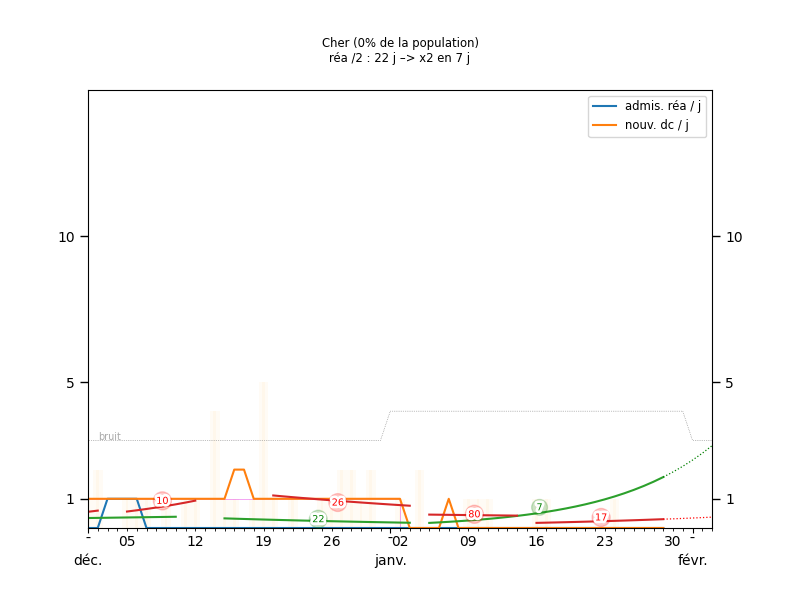 Cher (0% de la population)
réa /2 : 22 j –> x2 en 7 j
admis. réa / j
nouv. dc / j
10 10
5 5
bruit
1 1
10 26 22 80 7 17
- 05 12 19 26 02 09 16 23 30 -
déc. janv. févr.